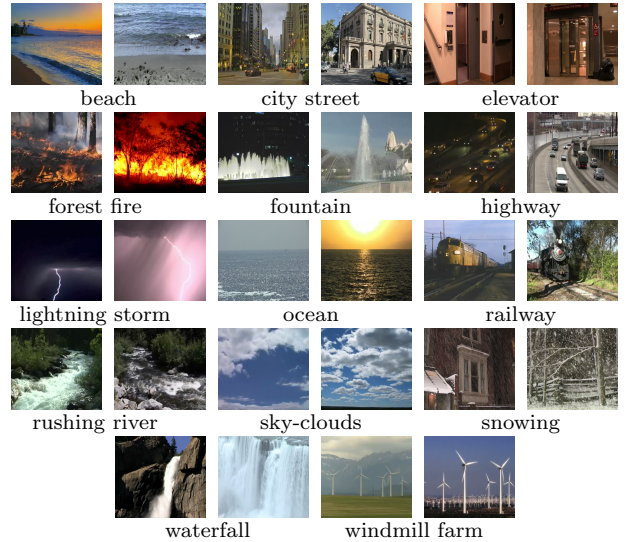 beach
city street
elevator
forest fire
fountain
highway
lightning storm
ocean
railway
rushing river
sky-clouds
snowing
waterfall
windmill farm